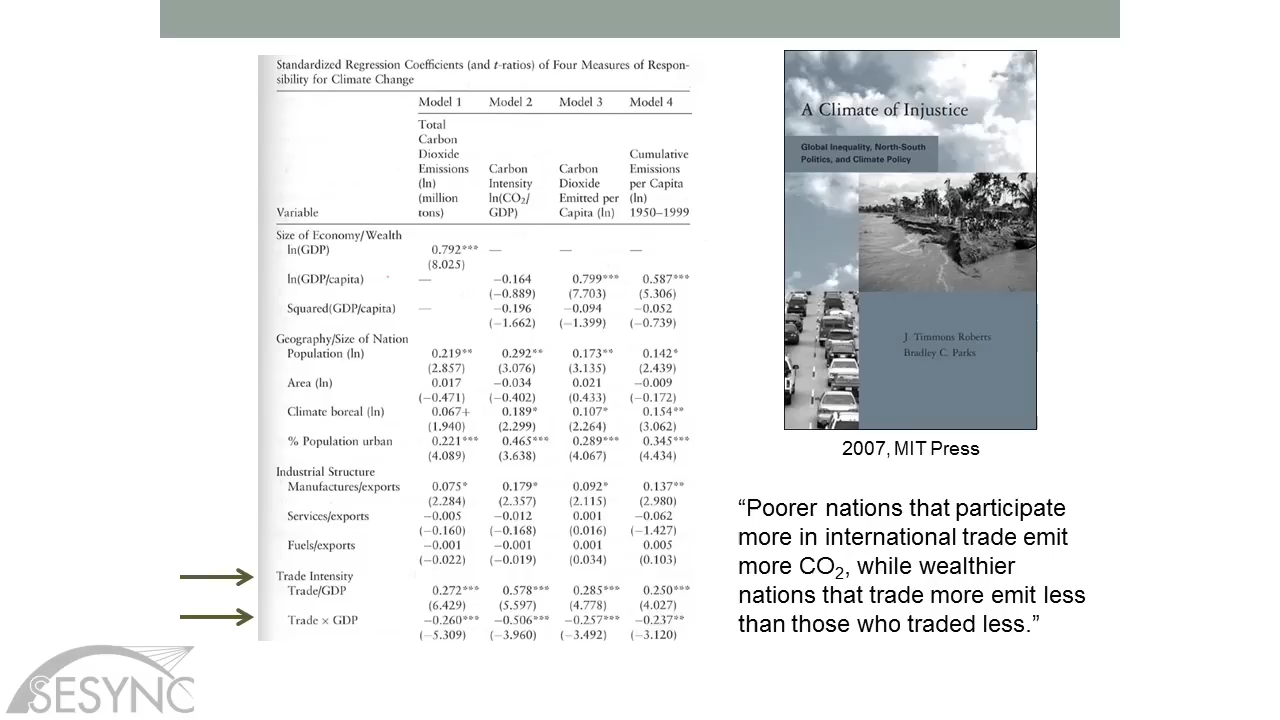 Standardized Regression Coefficients (and t-ratios) of Four Measures of Respon-
sibility for Climate Change
Model 1 Model 2 Model 3 Model 4
Total
Carbon
Dioxide Cumulative
Emissions Carbon Carbon Emissions
(ln) Intensity Dioxide per Capita
(million ln(CO2/ Emitted per (ln)
Variable tons) GDP) Capita (ln) 1950–1999
Size of Economy/Wealth
ln(GDP) 0.792*** — — —
(8.025)
ln(GDP/capita) — −0.164 0.799*** 0.587***
(−0.889) (7.703) (5.306)
Squared(GDP/capita) — −0.196 −0.094 −0.052
(−1.662) (−1.399) (−0.739)
Geography/Size of Nation
Population (ln) 0.219** 0.292** 0.173** 0.142*
(2.857) (3.076) (3.135) (2.439)
Area (ln) 0.017 −0.034 0.021 −0.009
(−0.471) (−0.402) (0.433) (−0.172)
Climate boreal (ln) 0.067+ 0.189* 0.107* 0.154**
(1.940) (2.299) (2.264) (3.062)
% Population urban 0.221*** 0.465*** 0.289*** 0.345***
(4.089) (3.638) (4.067) (4.434)
Industrial Structure
Manufactures/exports 0.075* 0.179* 0.092* 0.137**
(2.284) (2.357) (2.115) (2.980)
Services/exports −0.005 −0.012 0.001 −0.062
(−0.160) (−0.168) (0.016) (−1.427)
Fuels/exports −0.001 −0.001 0.001 0.005
(−0.022) (−0.019) (0.034) (0.103)
Trade Intensity
Trade/GDP 0.272*** 0.578*** 0.285*** 0.250***
(6.429) (5.597) (4.778) (4.027)
Trade × GDP −0.260*** −0.506*** −0.257*** −0.237**
(−5.309) (−3.960) (−3.492) (−3.120)
A Climate of Injustice
Global Inequality, North-South
Politics, and Climate Policy
J. Timmons Roberts
Bradley C. Parks
2007, MIT Press
“Poorer nations that participate
more in international trade emit
more CO2, while wealthier
nations that trade more emit less
than those who traded less.”
SESYNC